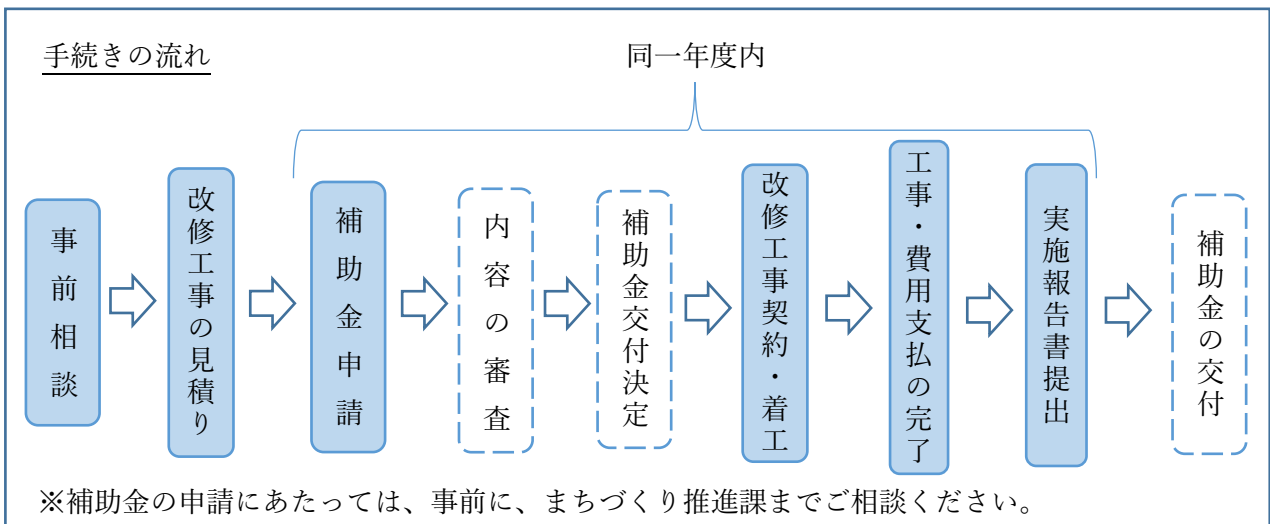 手続きの流れ
同一年度内
事前相談
改修工事の見積り
補助金申請
内容の審査
補助金交付決定
改修工事契約・着工
工事・費用支払の完了
実施報告書提出
補助金の交付
※補助金の申請にあたっては、事前に、まちづくり推進課までご相談ください。